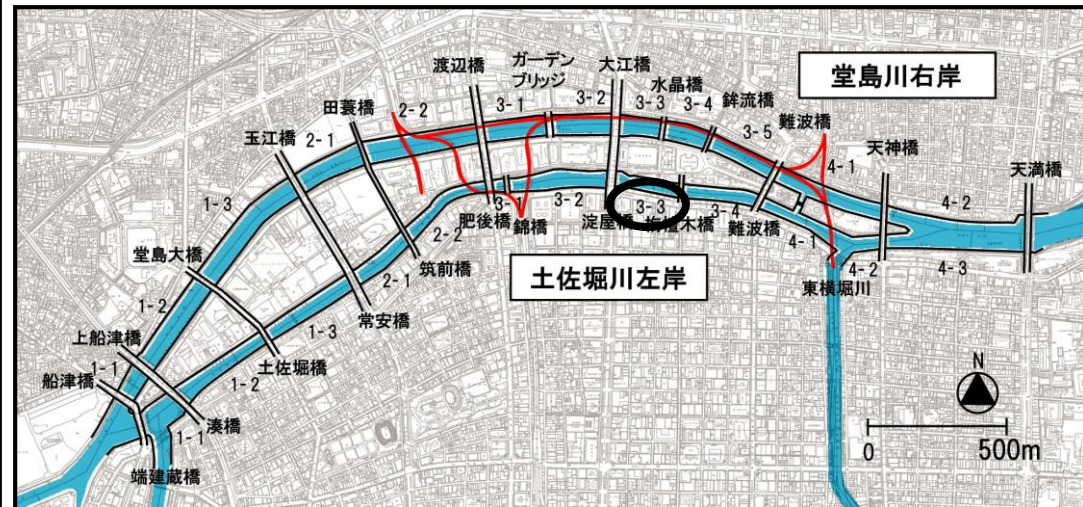 堂島川右岸
土佐堀川左岸
渡辺橋
ガーデン
ブリッジ
大江橋
水晶橋
鉾流橋
難波橋
天神橋
天満橋
田蓑橋
玉江橋
堂島大橋
上船津橋
船津橋
端建蔵橋
湊橋
土佐堀橋
常安橋
筑前橋
肥後橋
錦橋
淀屋橋
栴檀木橋
難波橋
東横堀川
1-1
1-2
1-3
2-1
2-2
3-1
3-2
3-3
3-4
3-5
4-1
4-2
1-1
1-2
1-3
2-1
2-2
3-1
3-2
3-3
3-4
4-1
4-2
4-3
N
0
500m